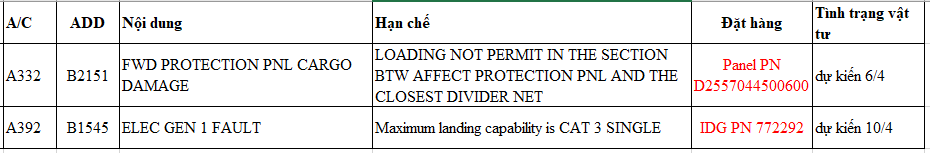 A/C ADD Nội dung Hạn chế Đặt hàng Tình trạng vật
tư
A332 B2151 FWD PROTECTION PNL CARGO
DAMAGE
LOADING NOT PERMIT IN THE SECTION
BTW AFFECT PROTECTION PNL AND THE
CLOSEST DIVIDER NET
Panel PN
D2557044500600
dự kiến 6/4
A392 B1545 ELEC GEN 1 FAULT Maximum landing capability is CAT 3 SINGLE IDG PN 772292 dự kiến 10/4